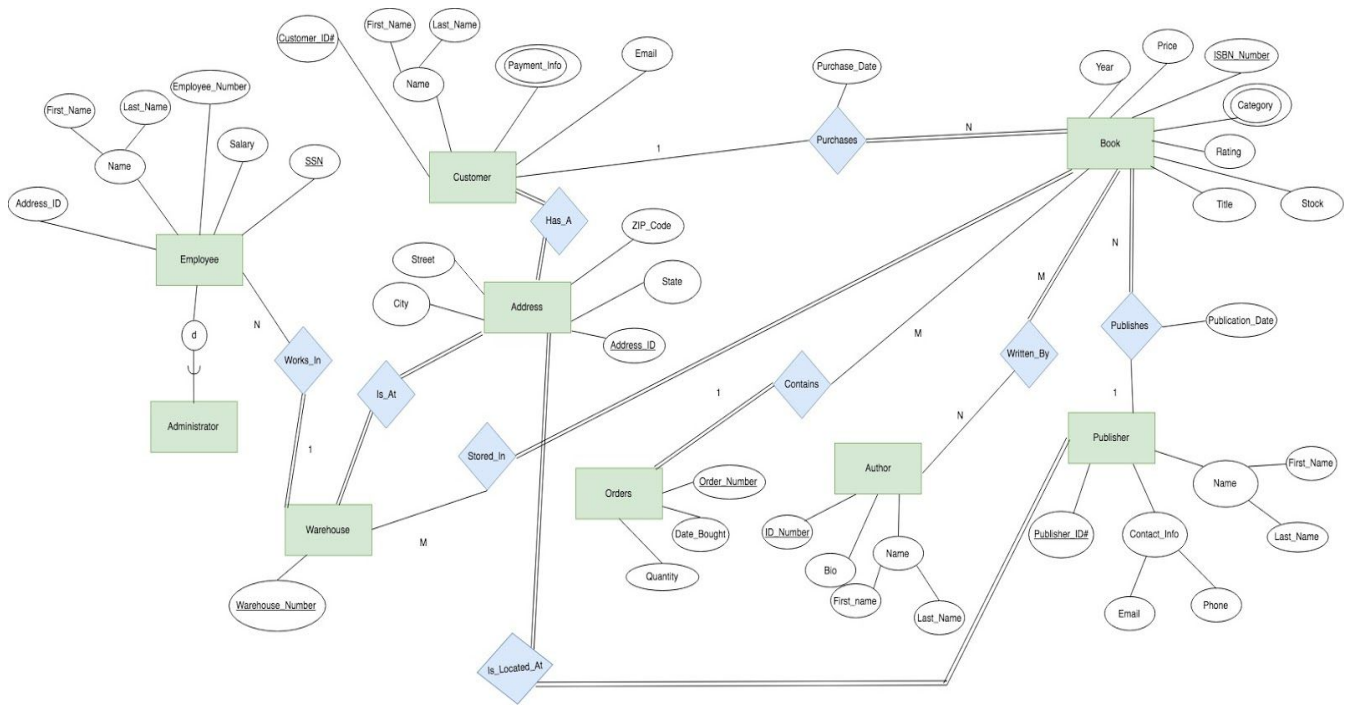 Customer_ID#
First_Name
Last_Name
Name
Payment_Info
Email
Customer
Purchase_Date
Purchases
1
N
Year
Price
ISBN_Number
Category
Rating
Stock
Title
Book
Employee_Number
First_Name
Last_Name
Name
Salary
SSN
Address_ID
Employee
d
Administrator
N
Works_In
1
Has_A
ZIP_Code
Street
State
City
Address
Address_ID
Is_At
Warehouse
Warehouse_Number
Stored_In
M
Contains
M
1
Orders
Order_Number
Date_Bought
Quantity
M
Written_By
N
Author
ID_Number
Bio
Name
First_name
Last_Name
N
Publishes
Publication_Date
1
Publisher
Name
First_Name
Last_Name
Publisher_ID#
Contact_Info
Email
Phone
Is_Located_At